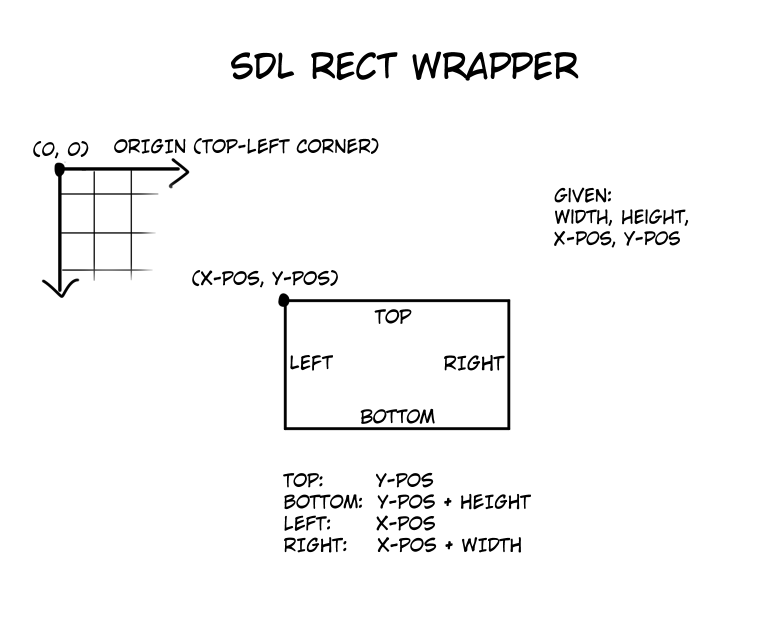 SDL RECT WRAPPER
(0, 0) ORIGIN (TOP-LEFT CORNER)
GIVEN:
WIDTH, HEIGHT,
X-POS, Y-POS
(X-POS, Y-POS)
TOP
LEFT RIGHT
BOTTOM
TOP: Y-POS
BOTTOM: Y-POS + HEIGHT
LEFT: X-POS
RIGHT: X-POS + WIDTH